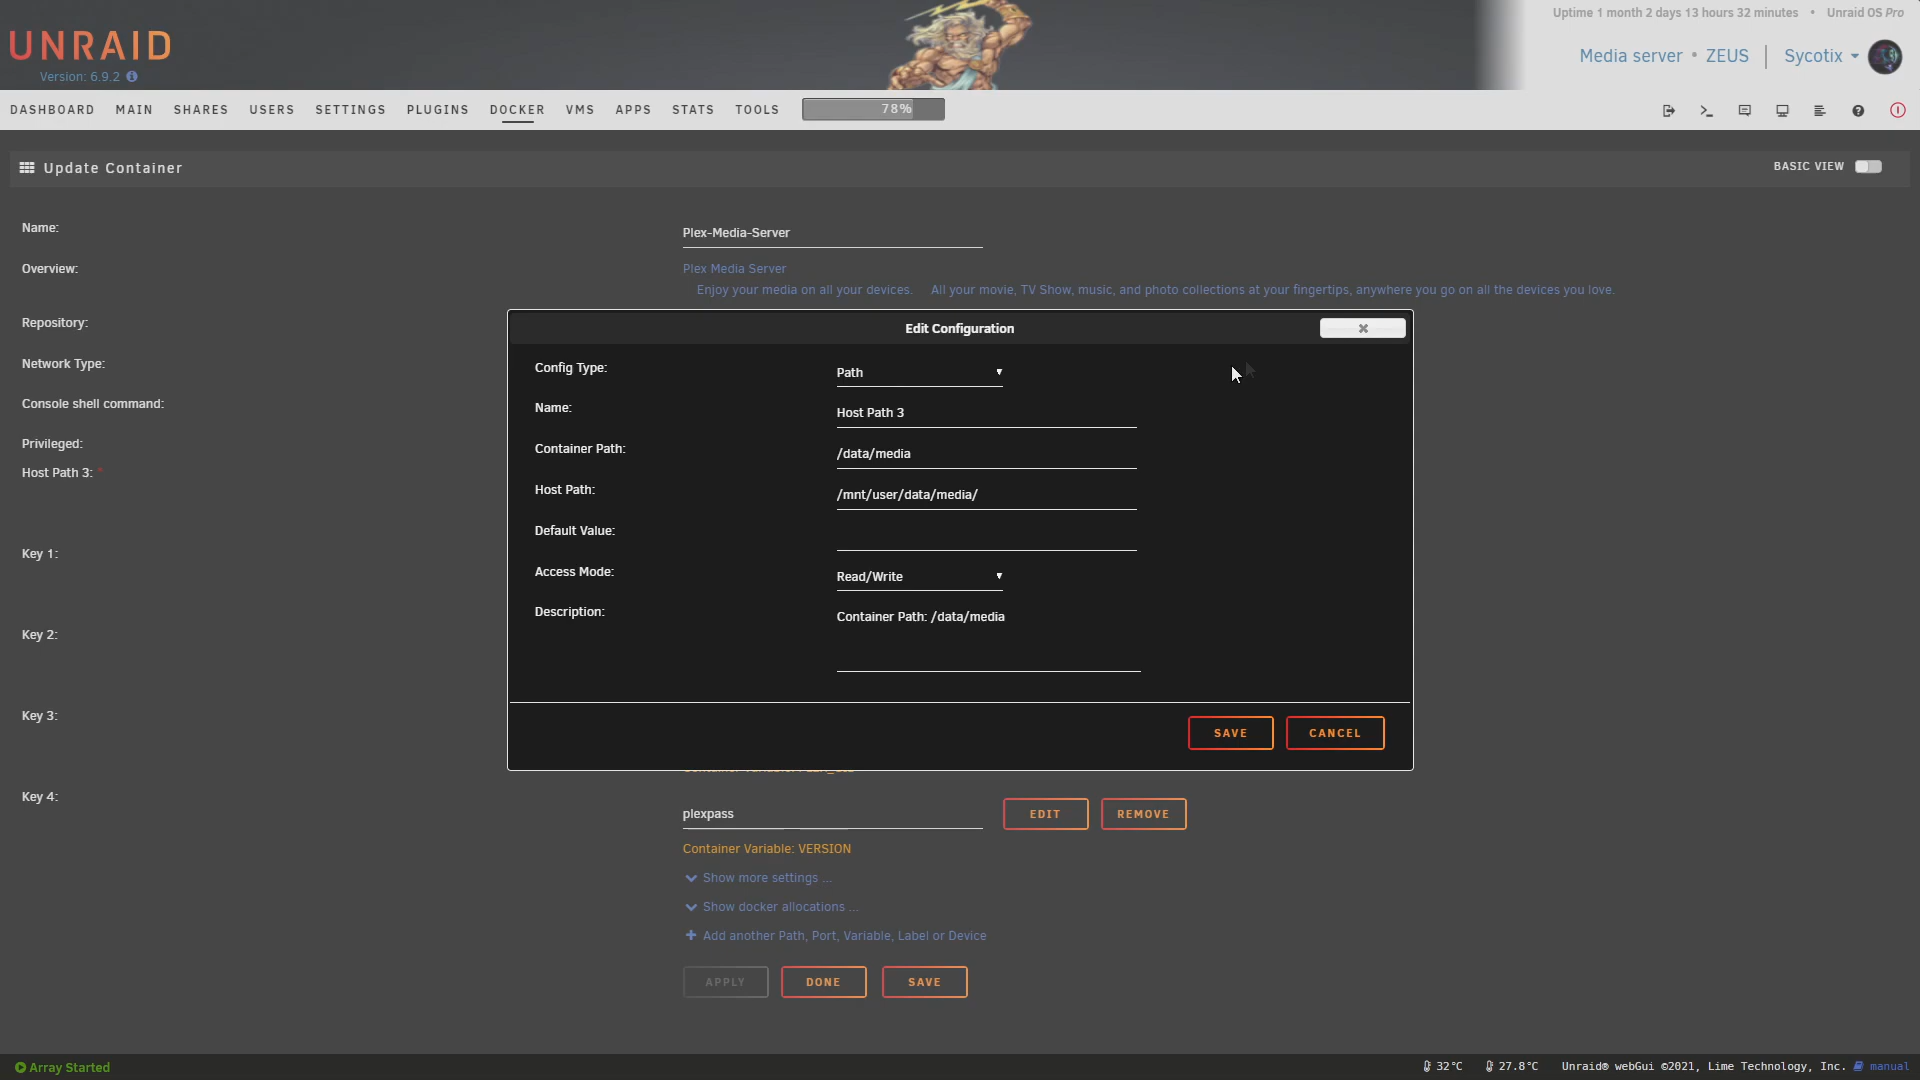 Uptime 1 month 2 days 13 hours 32 minutes • Unraid OS Pro
UNRAID
Version: 6.9.2
Media server • ZEUS | Sycotix
DASHBOARD MAIN SHARES USERS SETTINGS PLUGINS DOCKER VMS APPS STATS TOOLS 78%
Update Container
BASIC VIEW
Name: Plex-Media-Server
Overview: Plex Media Server
Enjoy your media on all your devices. All your movie, TV Show, music, and photo collections at your fingertips, anywhere you go on all the devices you love.
Repository:
Network Type:
Console shell command:
Privileged:
Host Path 3: *
Key 1:
Key 2:
Key 3:
Edit Configuration
Config Type: Path
Name: Host Path 3
Container Path: /data/media
Host Path: /mnt/user/data/media/
Default Value:
Access Mode: Read/Write
Description: Container Path: /data/media
SAVE CANCEL
Key 4: plexpass EDIT REMOVE
Container Variable: VERSION
Show more settings ...
Show docker allocations ...
Add another Path, Port, Variable, Label or Device
APPLY DONE SAVE
Array Started
32°C 27.8°C Unraid® webGui ©2021, Lime Technology, Inc. manual